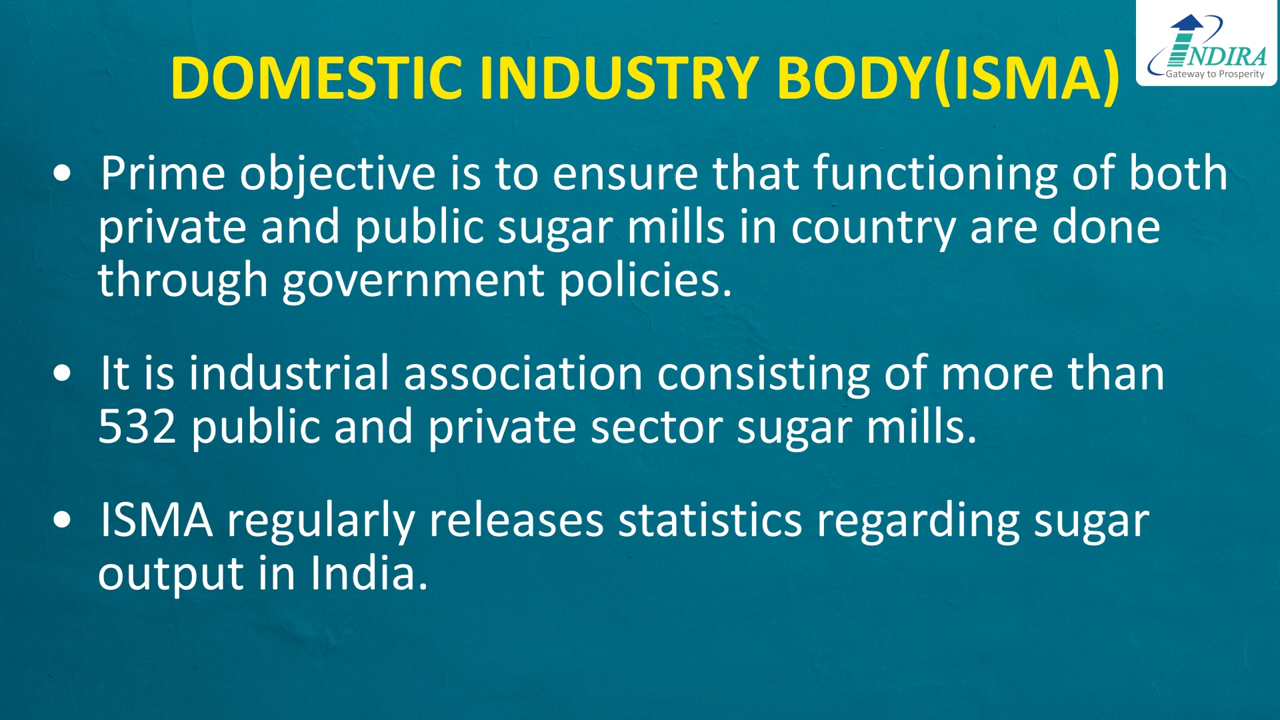 INDIRA
Gateway to Prosperity
DOMESTIC INDUSTRY BODY(ISMA)
• Prime objective is to ensure that functioning of both
private and public sugar mills in country are done
through government policies.
• It is industrial association consisting of more than
532 public and private sector sugar mills.
• ISMA regularly releases statistics regarding sugar
output in India.